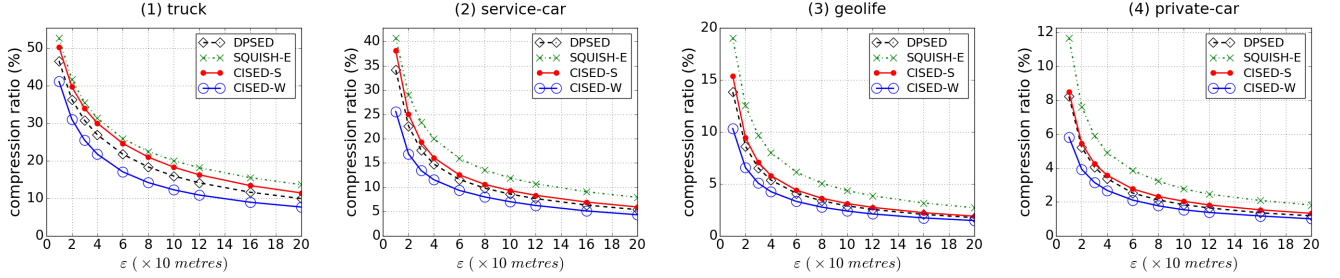 (1) truck
compression ratio (%)
50
40
30
20
10
0
0 2 4 6 8 10 12 14 16 18 20
ε ( × 10 metres)
DPSED
SQUISH-E
CISED-S
CISED-W
(2) service-car
compression ratio (%)
40
35
30
25
20
15
10
5
0
0 2 4 6 8 10 12 14 16 18 20
ε ( × 10 metres)
DPSED
SQUISH-E
CISED-S
CISED-W
(3) geolife
compression ratio (%)
20
15
10
5
0
0 2 4 6 8 10 12 14 16 18 20
ε ( × 10 metres)
DPSED
SQUISH-E
CISED-S
CISED-W
(4) private-car
compression ratio (%)
12
10
8
6
4
2
0
0 2 4 6 8 10 12 14 16 18 20
ε ( × 10 metres)
DPSED
SQUISH-E
CISED-S
CISED-W